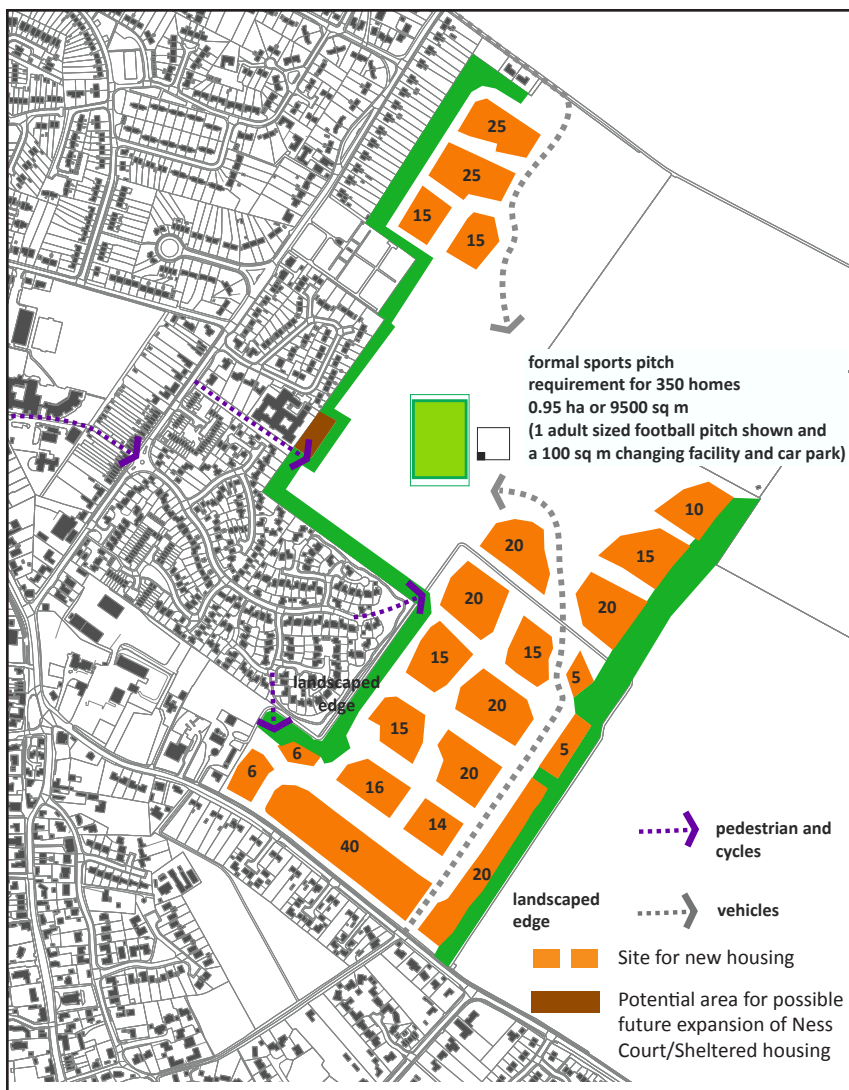 25
25
15
15
formal sports pitch
requirement for 350 homes
0.95 ha or 9500 sq m
(1 adult sized football pitch shown and
a 100 sq m changing facility and car park)
10
20
15
20
20
15
15
5
landscaped
edge
20
15
5
6
6
20
16
14
40
20
pedestrian and
cycles
landscaped
edge
vehicles
Site for new housing
Potential area for possible
future expansion of Ness
Court/Sheltered housing